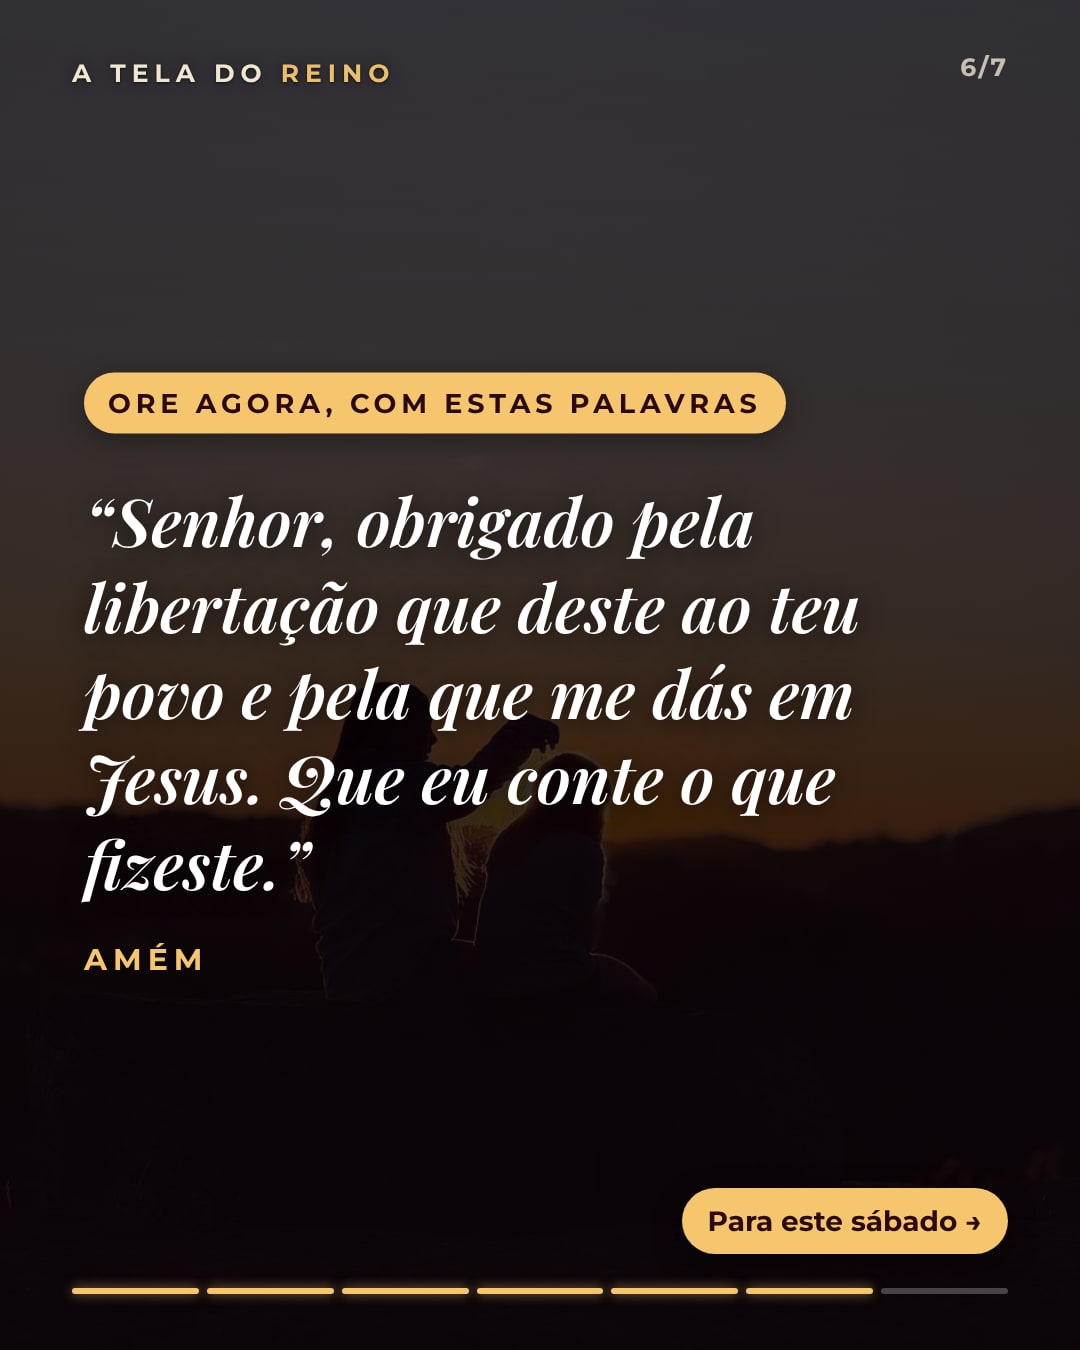 A TELA DO REINO
6/7
ORE AGORA, COM ESTAS PALAVRAS
“Senhor, obrigado pela
libertação que deste ao teu
povo e pela que me dás em
Jesus. Que eu conte o que
fizeste.”
AMÉM
Para este sábado →